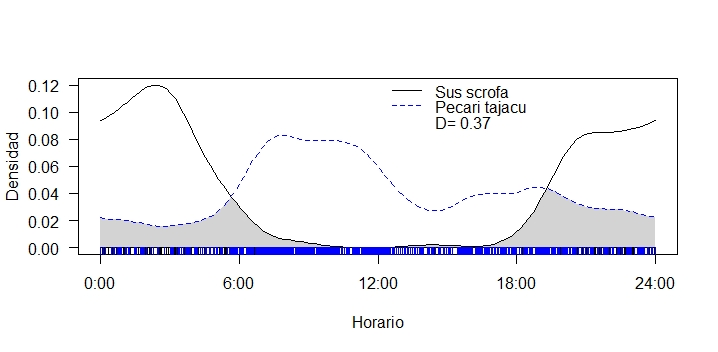 Sus scrofa
Pecari tajacu
D= 0.37
Densidad
0.12
0.10
0.08
0.06
0.04
0.02
0.00
0:00 6:00 12:00 18:00 24:00
Horario